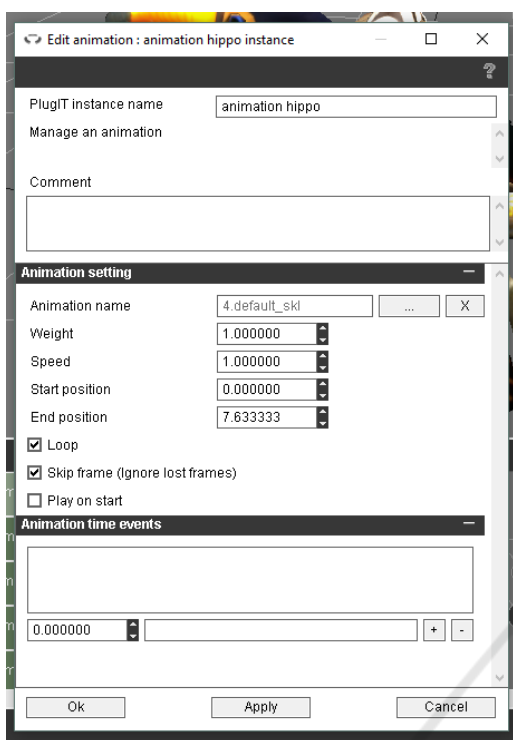 Edit animation : animation hippo instance
?
PlugIT instance name animation hippo
Manage an animation
Comment
Animation setting
Animation name 4.default_skl ... X
Weight 1.000000
Speed 1.000000
Start position 0.000000
End position 7.633333
Loop
Skip frame (Ignore lost frames)
Play on start
Animation time events
0.000000 + -
Ok Apply Cancel